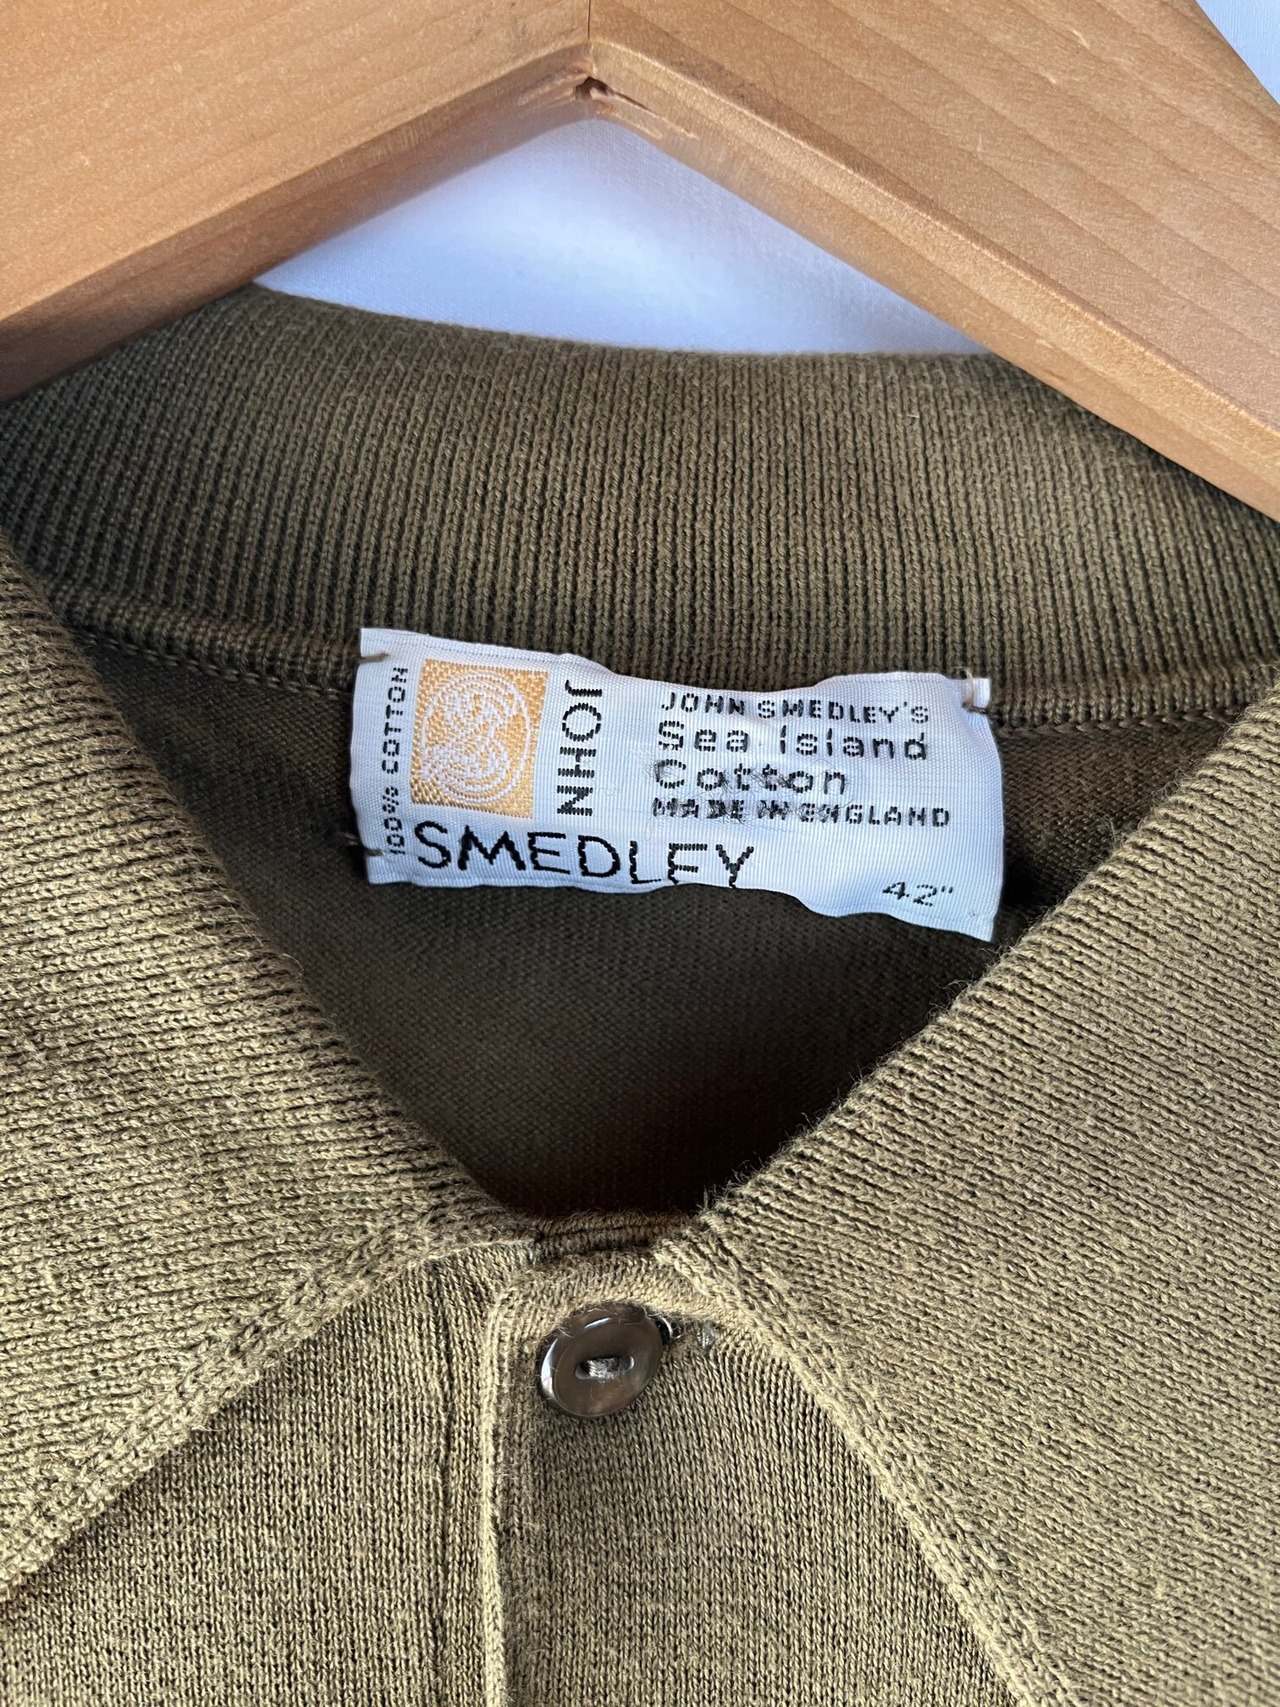 100% COTTON
JOHN
SMEDLEY
JOHN SMEDLEY'S
Sea Island
Cotton
MADE IN ENGLAND
42"